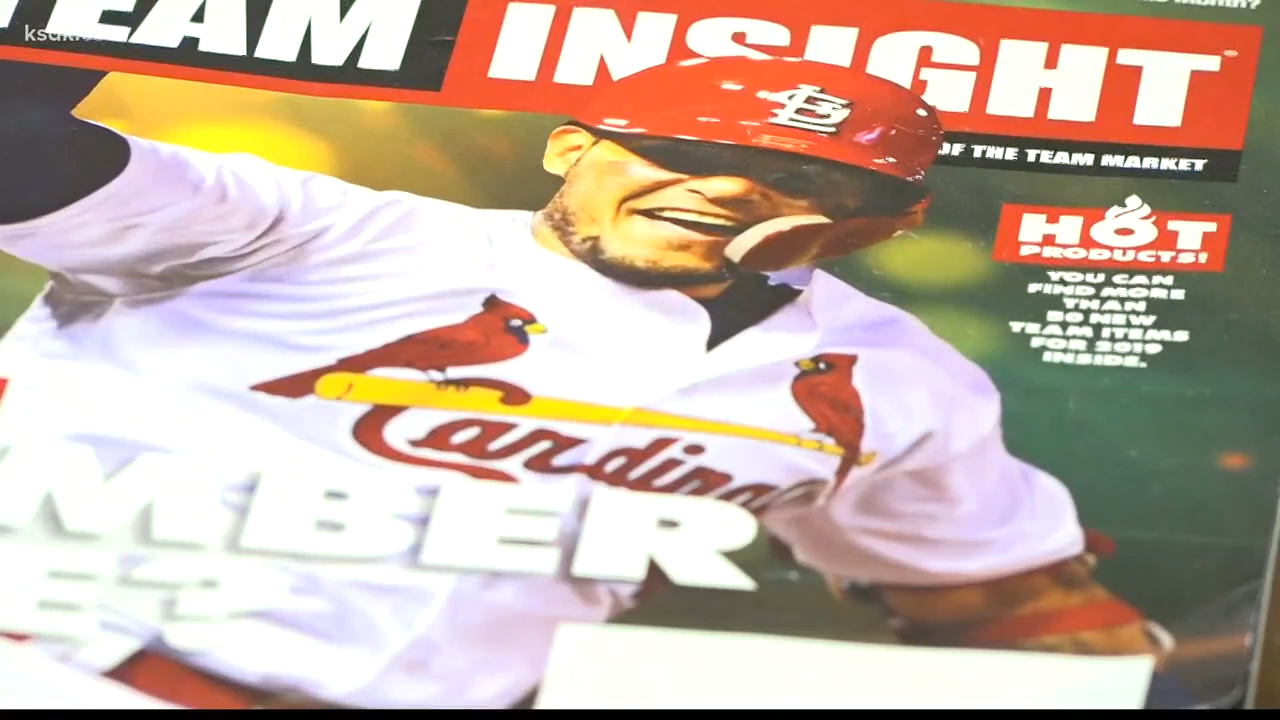 TEAM INSIGHT
OF THE TEAM MARKET
HOT
PRODUCTS!
YOU CAN
FIND MORE
THAN
50 NEW
TEAM ITEMS
FOR 2019
INSIDE.
StL
Cardinals
MBER